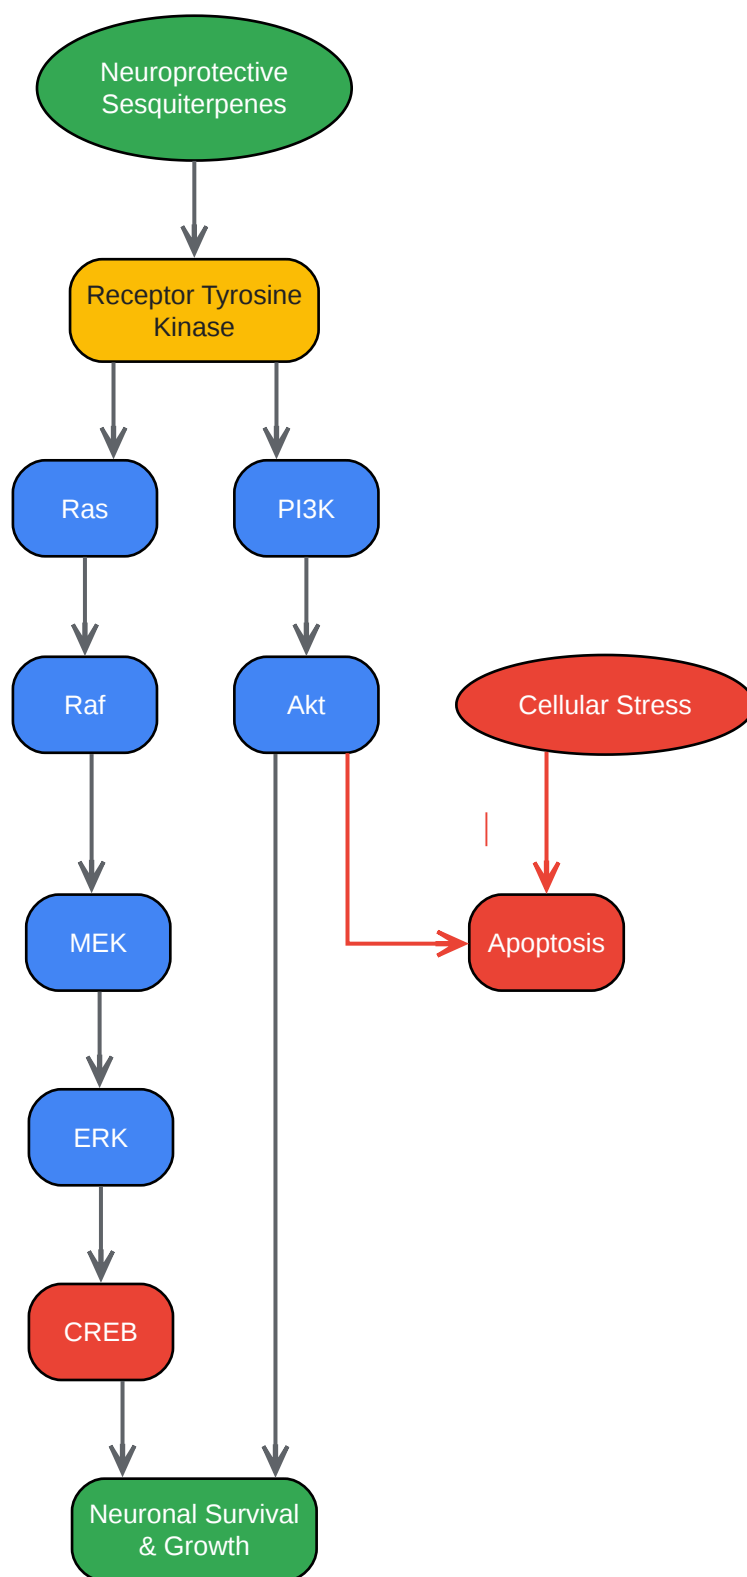 Neuroprotective
Sesquiterpenes
Receptor Tyrosine
Kinase
Ras
PI3K
Raf
Akt
Cellular Stress
MEK
Apoptosis
ERK
CREB
Neuronal Survival
& Growth